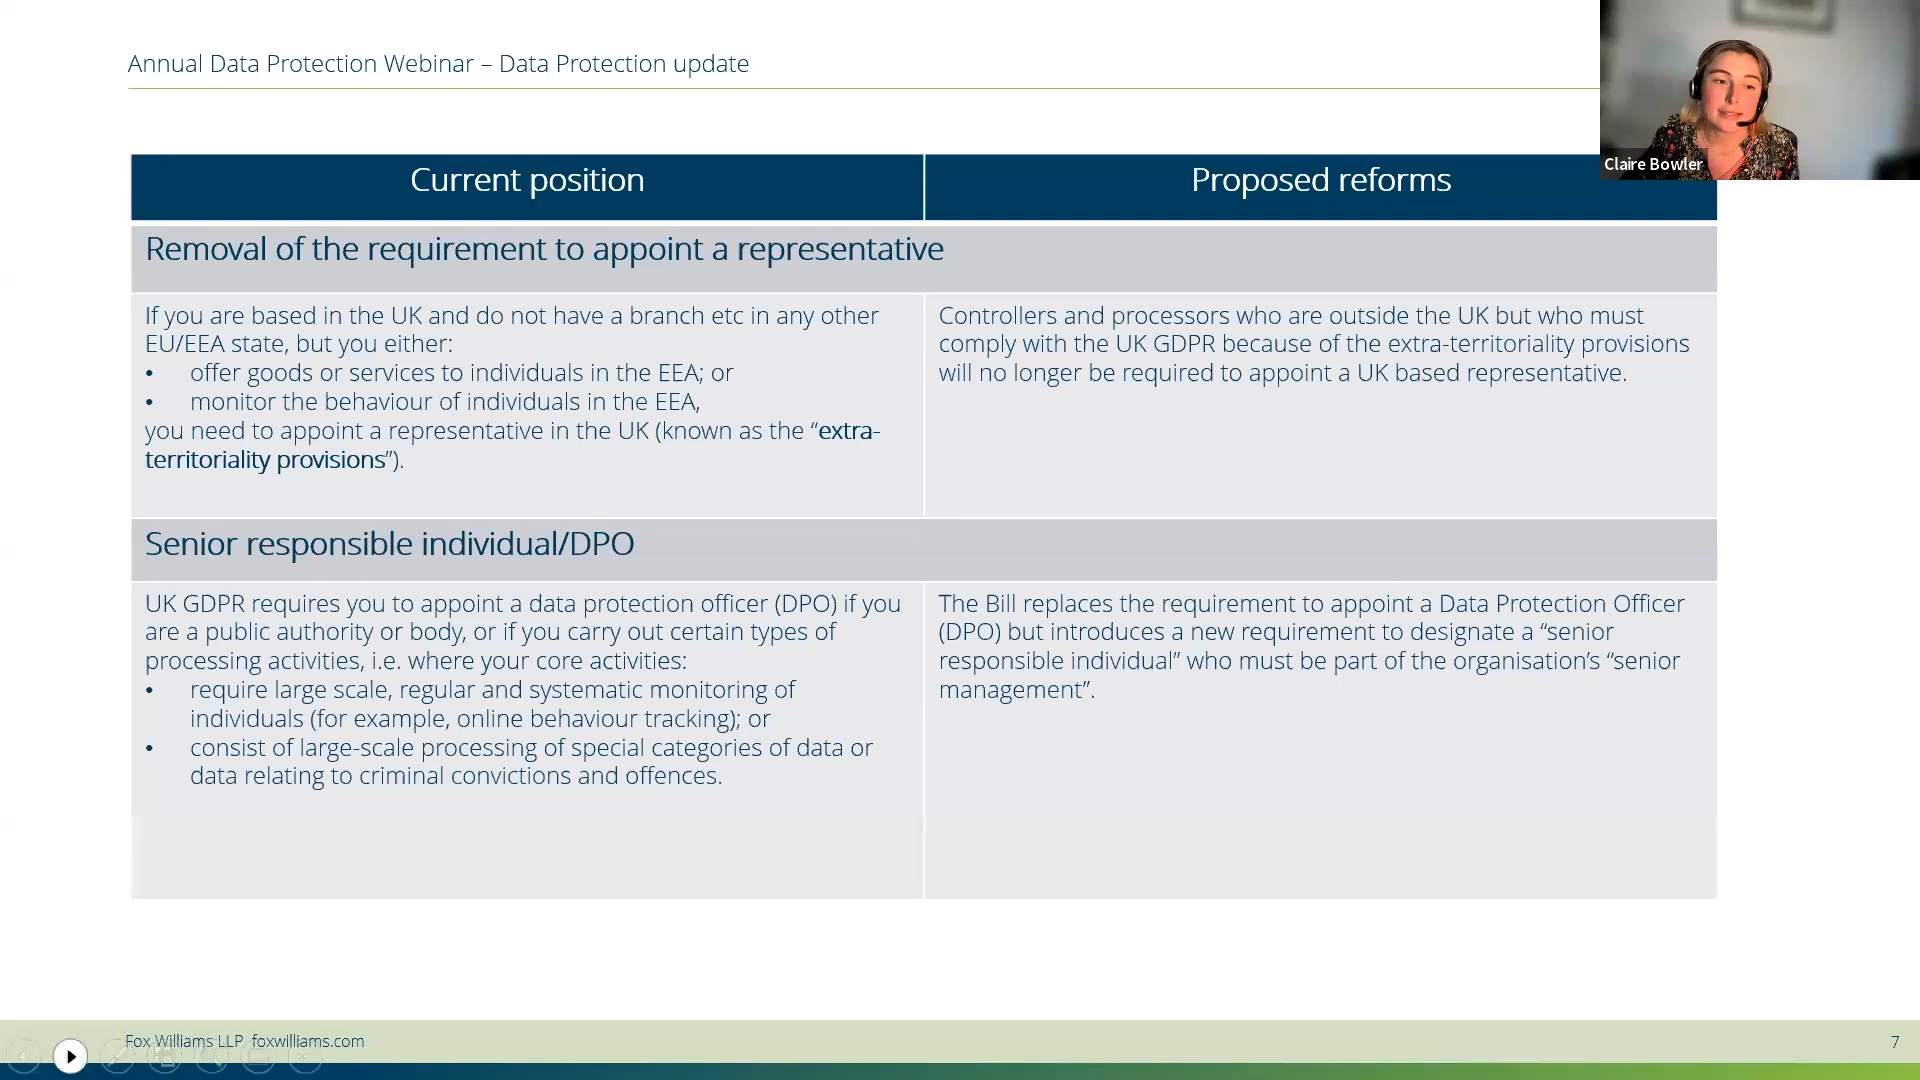 Annual Data Protection Webinar – Data Protection update
Claire Bowler
Current position
Proposed reforms
Removal of the requirement to appoint a representative
If you are based in the UK and do not have a branch etc in any other
EU/EEA state, but you either:
• offer goods or services to individuals in the EEA; or
• monitor the behaviour of individuals in the EEA,
you need to appoint a representative in the UK (known as the “extra-
territoriality provisions”).
Controllers and processors who are outside the UK but who must
comply with the UK GDPR because of the extra-territoriality provisions
will no longer be required to appoint a UK based representative.
Senior responsible individual/DPO
UK GDPR requires you to appoint a data protection officer (DPO) if you
are a public authority or body, or if you carry out certain types of
processing activities, i.e. where your core activities:
• require large scale, regular and systematic monitoring of
individuals (for example, online behaviour tracking); or
• consist of large-scale processing of special categories of data or
data relating to criminal convictions and offences.
The Bill replaces the requirement to appoint a Data Protection Officer
(DPO) but introduces a new requirement to designate a “senior
responsible individual” who must be part of the organisation’s “senior
management”.
Fox Williams LLP foxwilliams.com
7